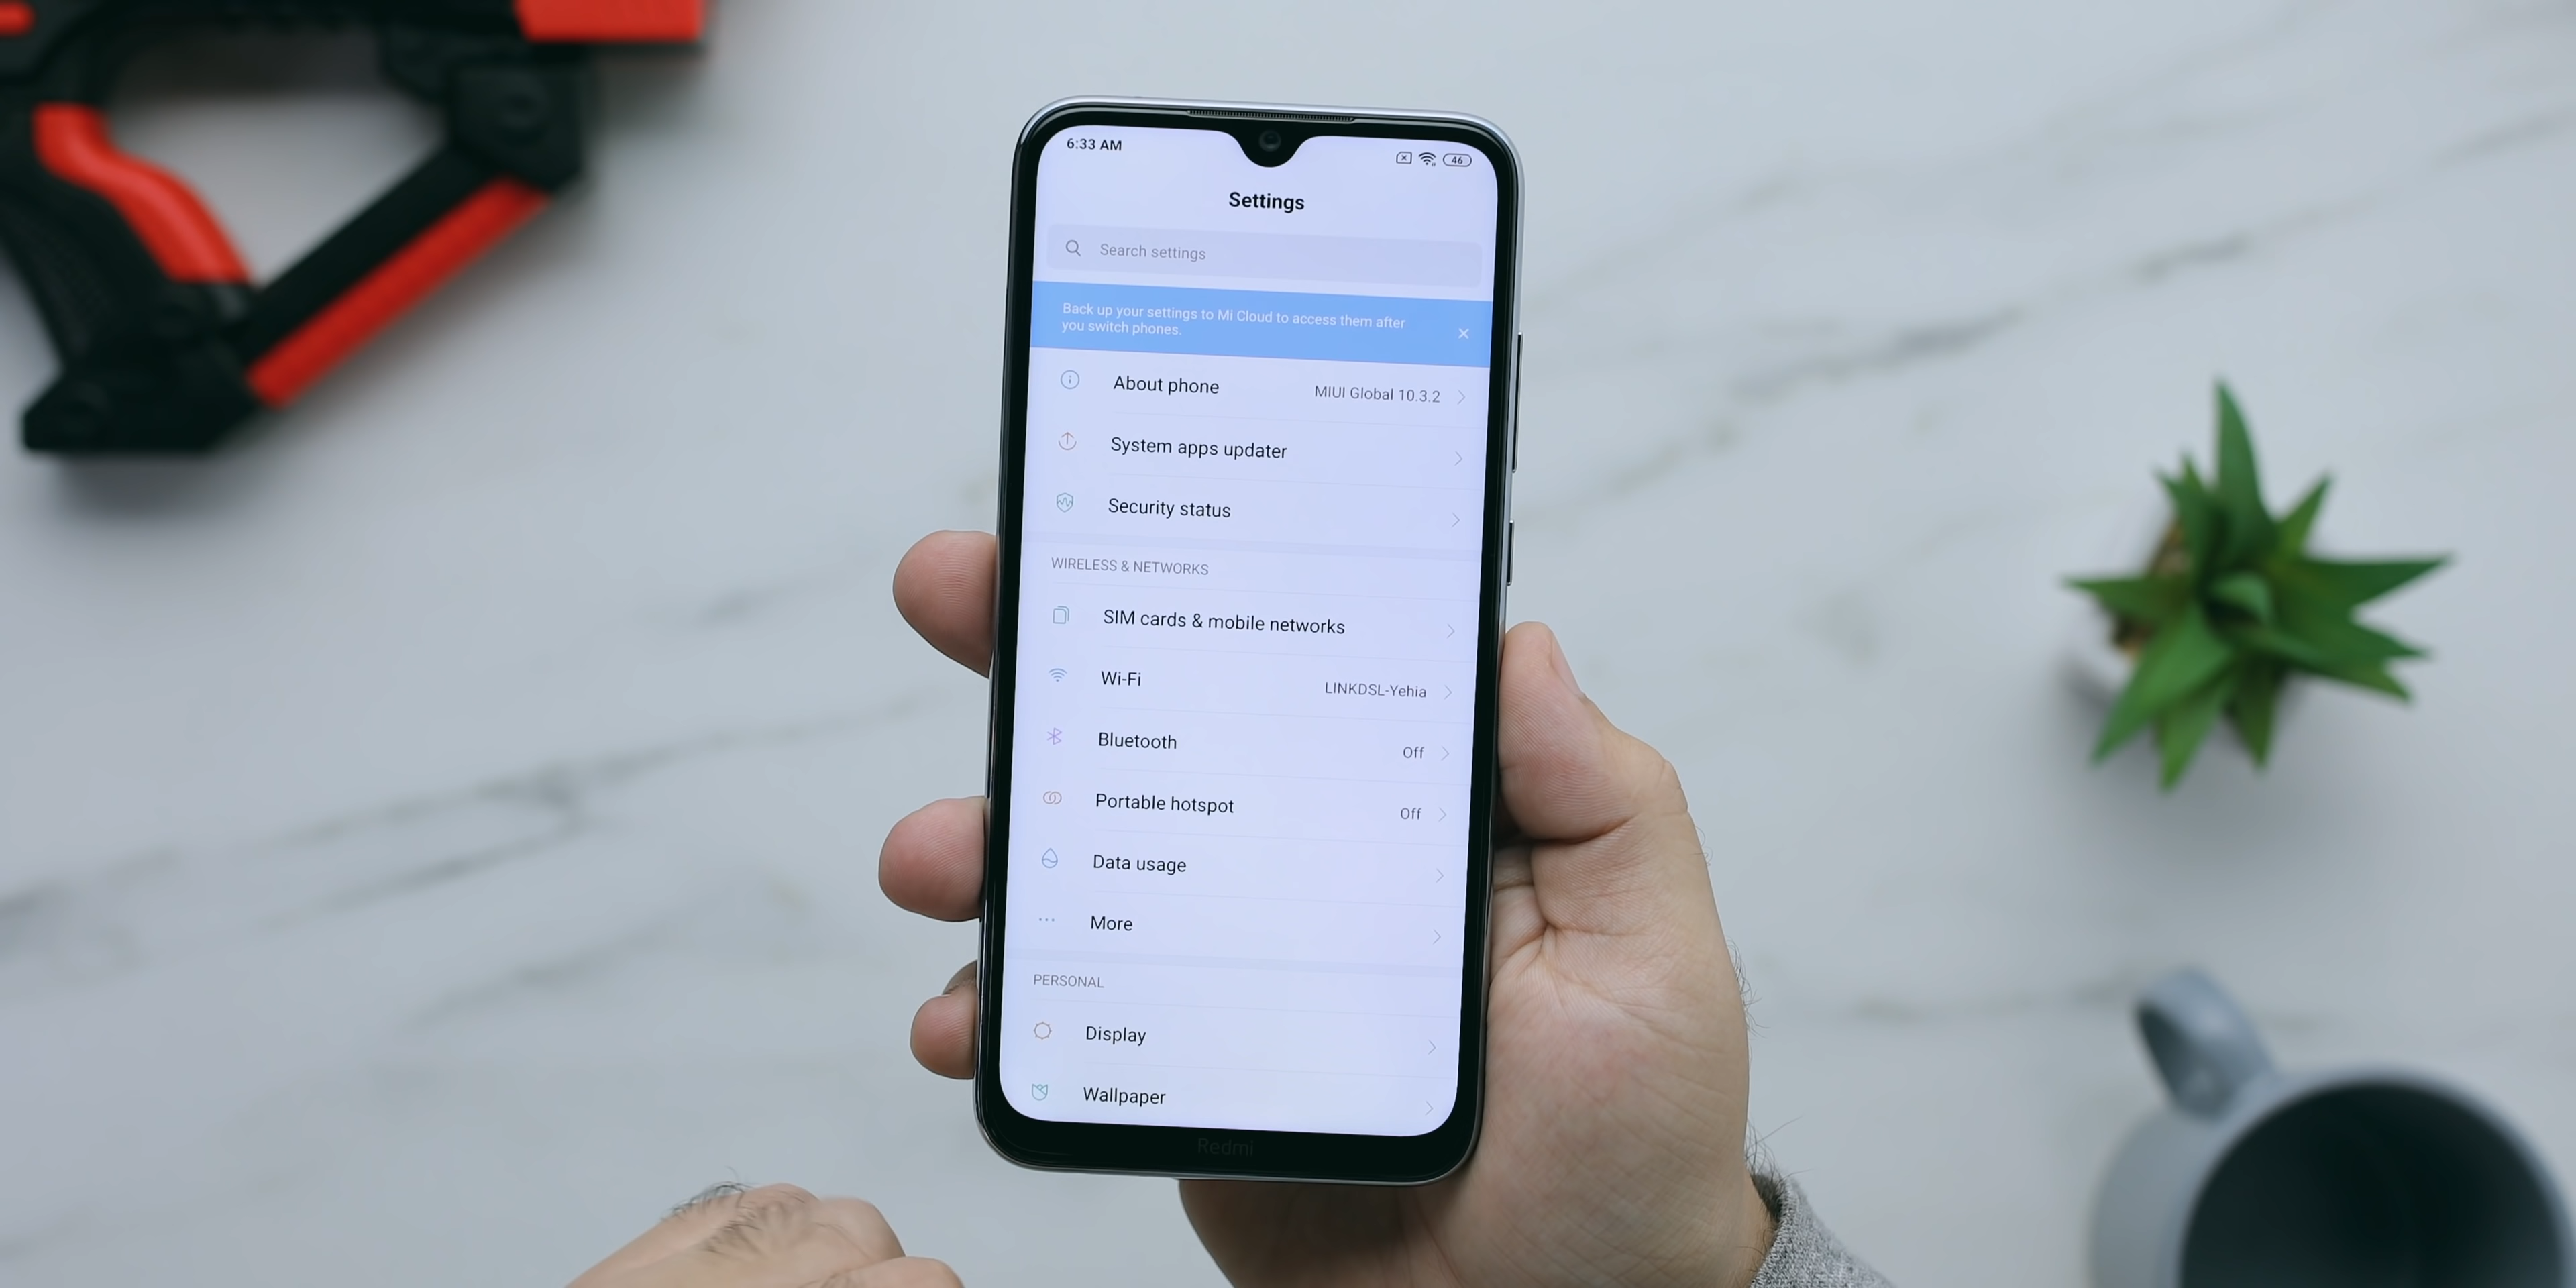 6:33 AM
46
Settings
Search settings
Back up your settings to Mi Cloud to access them after
you switch phones.
About phone MIUI Global 10.3.2
System apps updater
Security status
WIRELESS & NETWORKS
SIM cards & mobile networks
Wi-Fi LINKDSL-Yehia
Bluetooth Off
Portable hotspot Off
Data usage
More
PERSONAL
Display
Wallpaper
Redmi